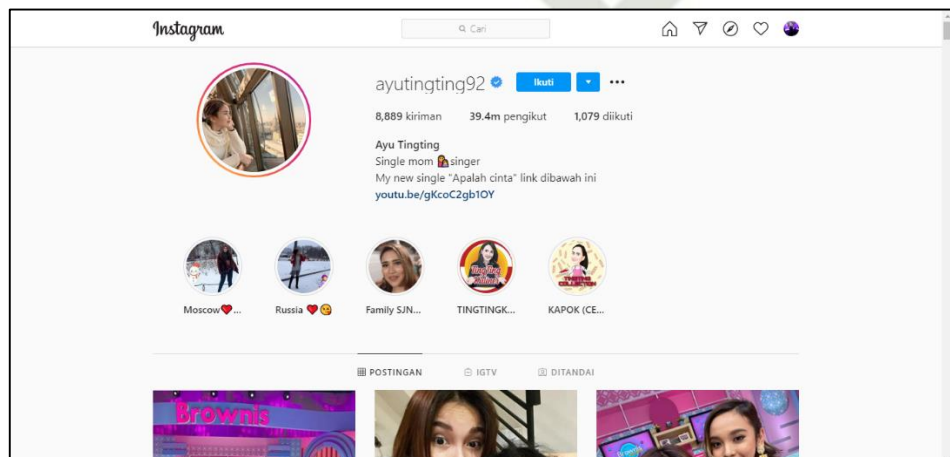 Instagram
Cari
ayutingting92
Ikuti
8,889 kiriman 39.4m pengikut 1,079 diikuti
Ayu Tingting
Single mom 👩‍🎤singer
My new single "Apalah cinta" link dibawah ini
youtu.be/gKcoC2gb1OY
Moscow❤️... Russia ❤️😘 Family SJN... TINGTINGK... KAPOK (CE...
POSTINGAN IGTV DITANDAI
Brownis